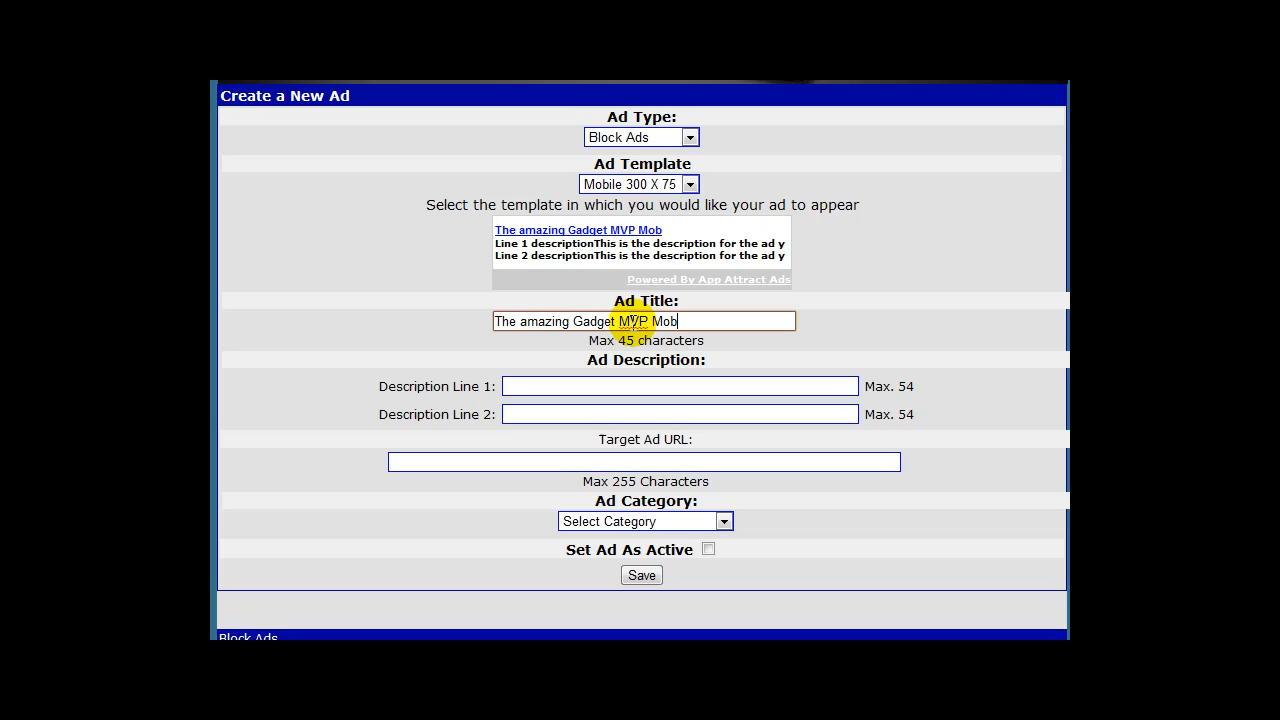 Create a New Ad
Ad Type:
Block Ads
Ad Template
Mobile 300 X 75
Select the template in which you would like your ad to appear
The amazing Gadget MVP Mob
Line 1 descriptionThis is the description for the ad y
Line 2 descriptionThis is the description for the ad y
Powered By App Attract Ads
Ad Title:
The amazing Gadget MVP Mob
Max 45 characters
Ad Description:
Description Line 1: Max. 54
Description Line 2: Max. 54
Target Ad URL:
Max 255 Characters
Ad Category:
Select Category
Set Ad As Active
Save
Block Ads